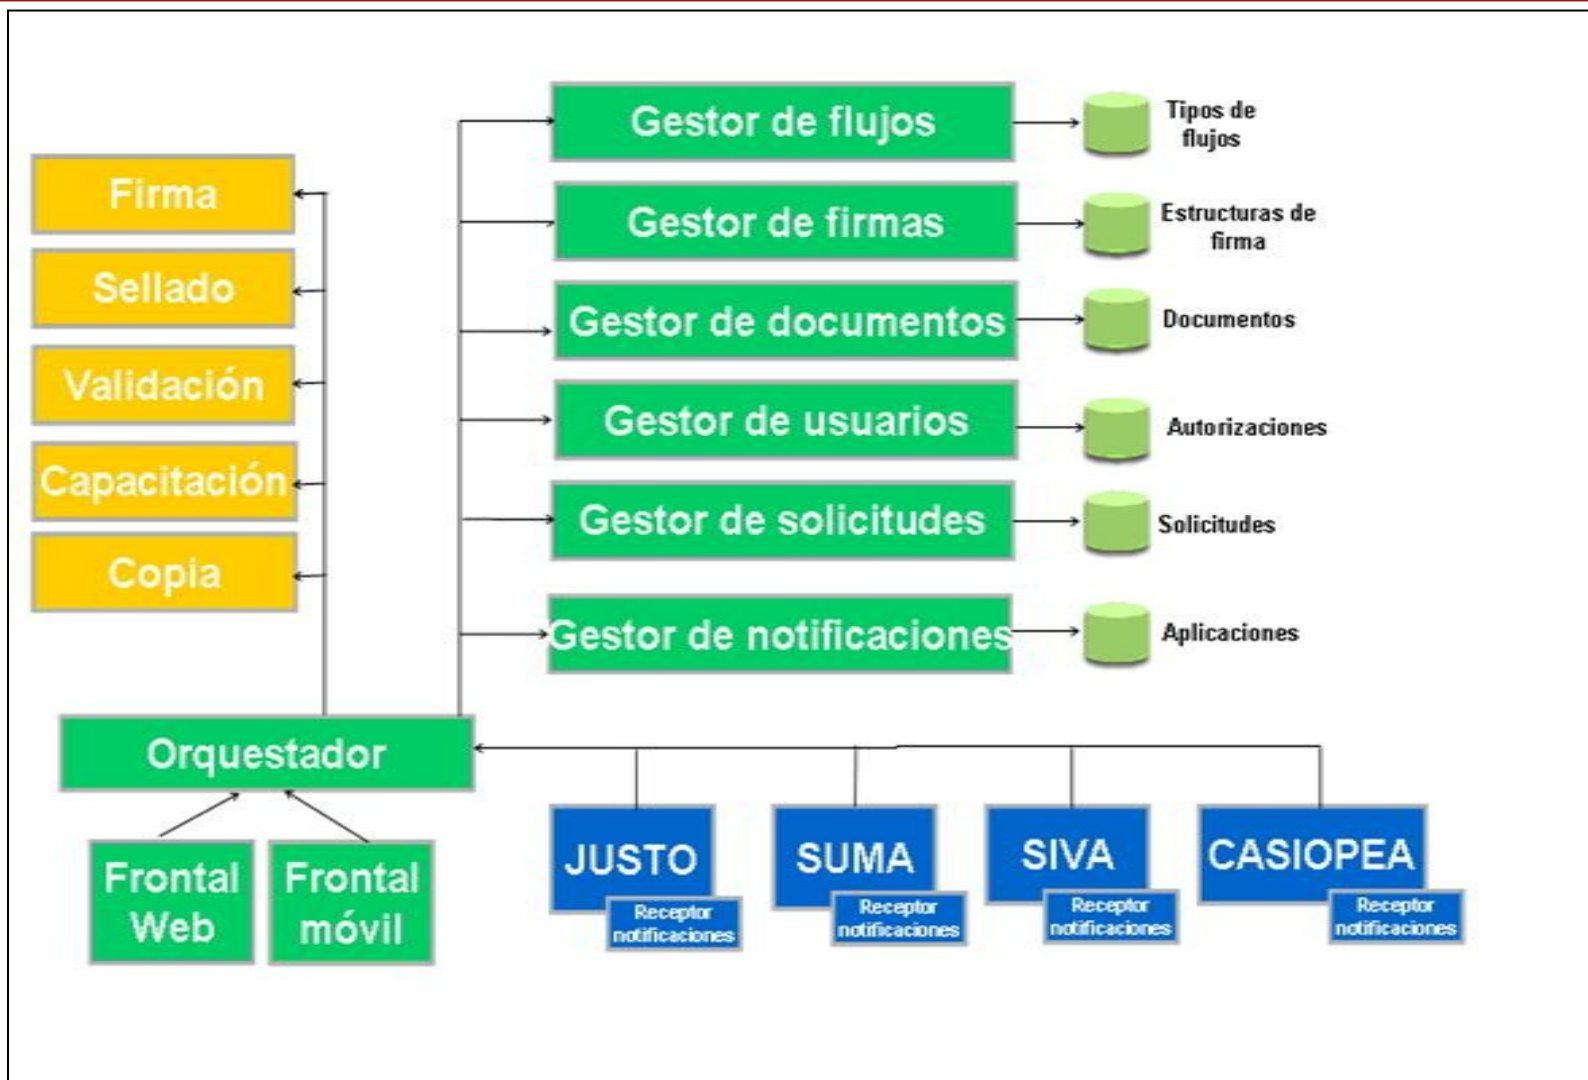 Gestor de flujos
Tipos de
flujos
Firma
Gestor de firmas
Estructuras de
firma
Sellado
Gestor de documentos
Documentos
Validación
Gestor de usuarios
Autorizaciones
Capacitación
Gestor de solicitudes
Solicitudes
Copia
Gestor de notificaciones
Aplicaciones
Orquestador
Frontal
Web
Frontal
móvil
JUSTO
Receptor
notificaciones
SUMA
Receptor
notificaciones
SIVA
Receptor
notificaciones
CASIOPEA
Receptor
notificaciones